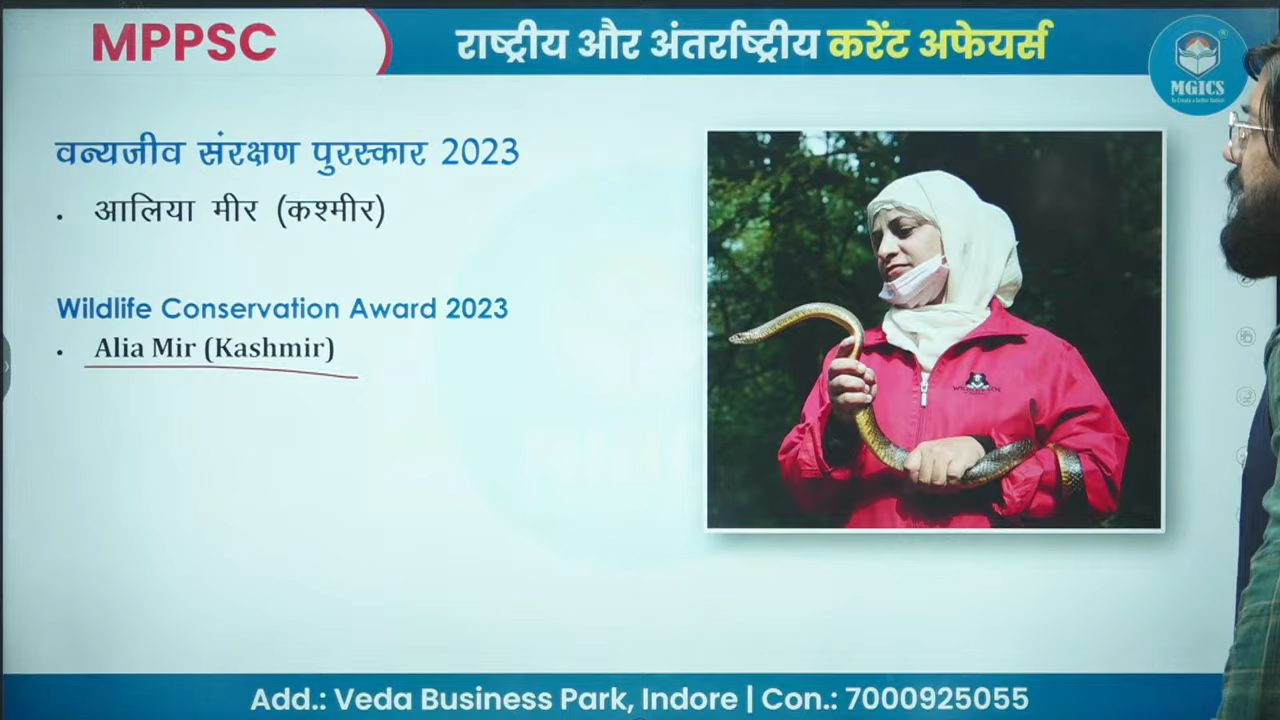 MPPSC
राष्ट्रीय और अंतर्राष्ट्रीय करेंट अफेयर्स
MGICS
वन्यजीव संरक्षण पुरस्कार 2023
• आलिया मीर (कश्मीर)
Wildlife Conservation Award 2023
• Alia Mir (Kashmir)
Add.: Veda Business Park, Indore | Con.: 7000925055